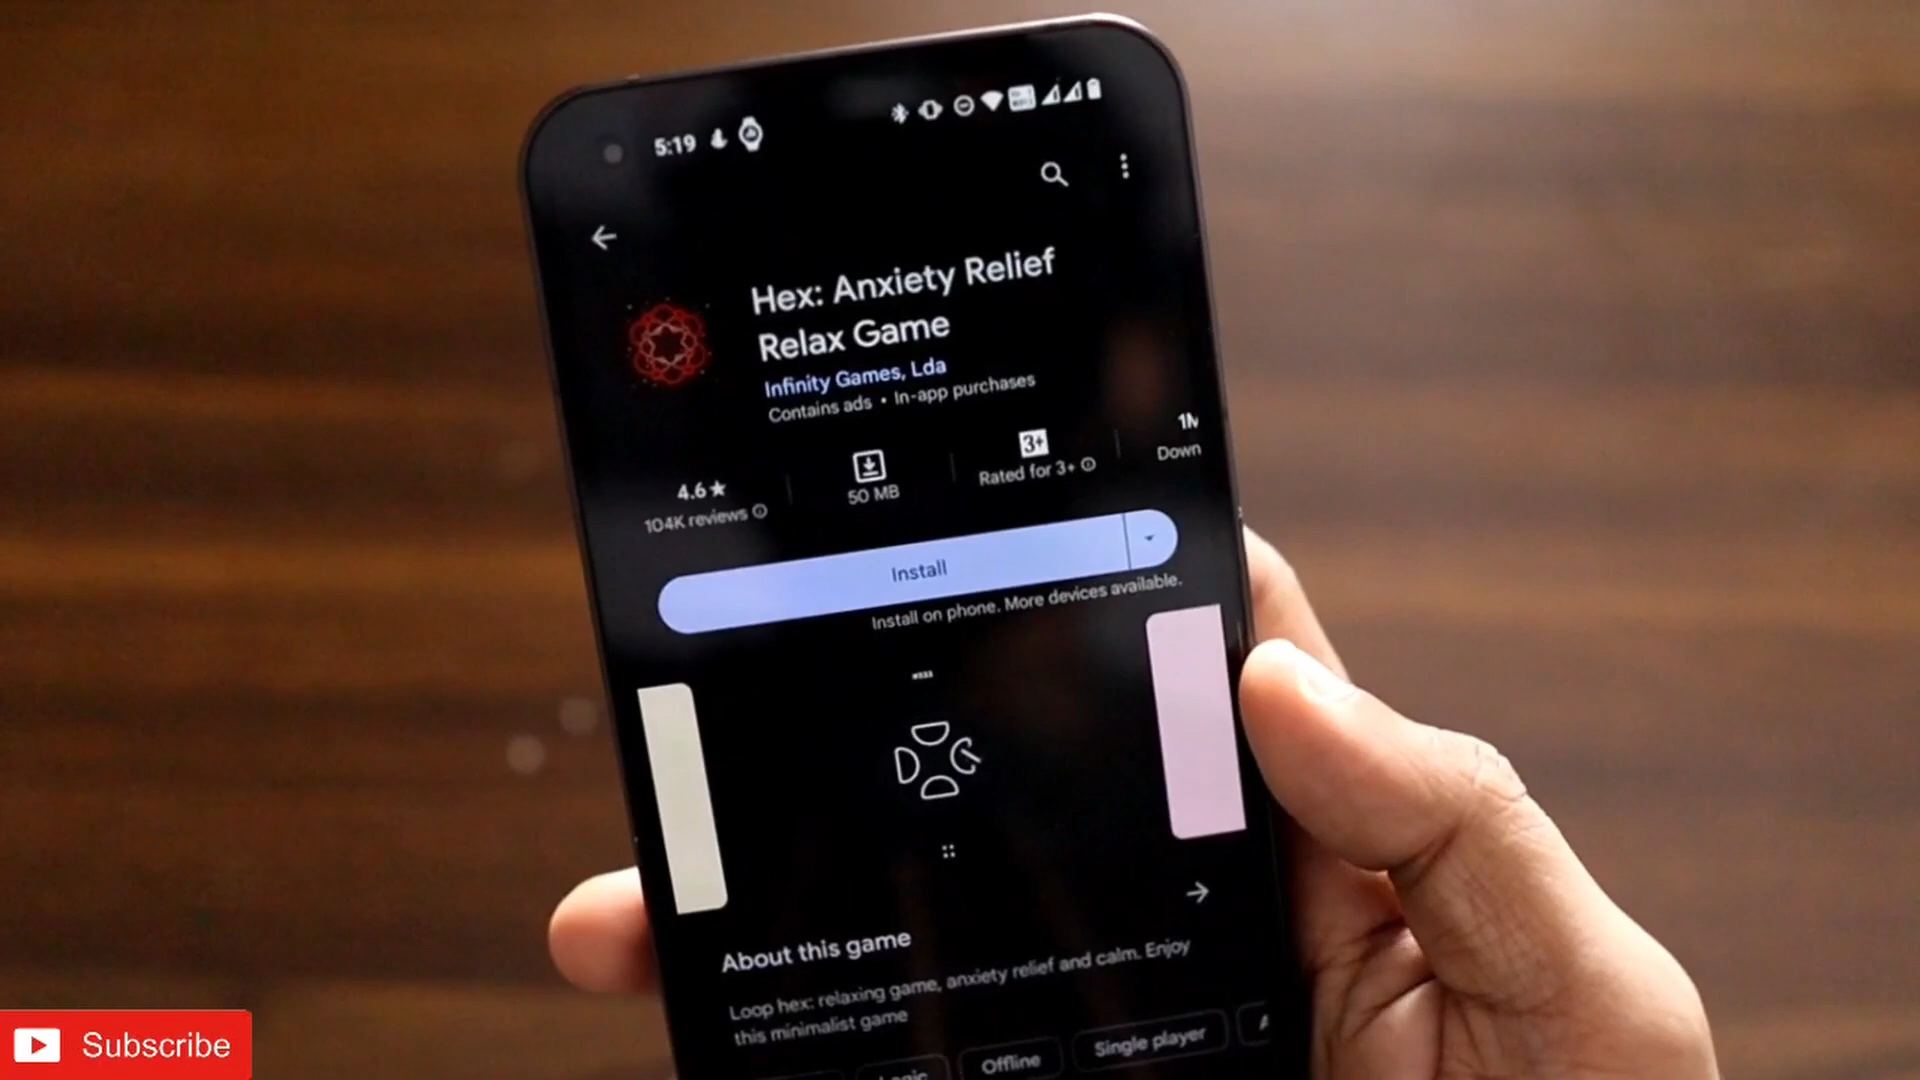 5:19
Hex: Anxiety Relief
Relax Game
Infinity Games, Lda
Contains ads • In-app purchases
4.6★
104K reviews
50 MB
3+
Rated for 3+
1M
Down
Install
Install on phone. More devices available.
About this game
Loop hex: relaxing game, anxiety relief and calm. Enjoy
this minimalist game
Logic
Offline
Single player
Subscribe